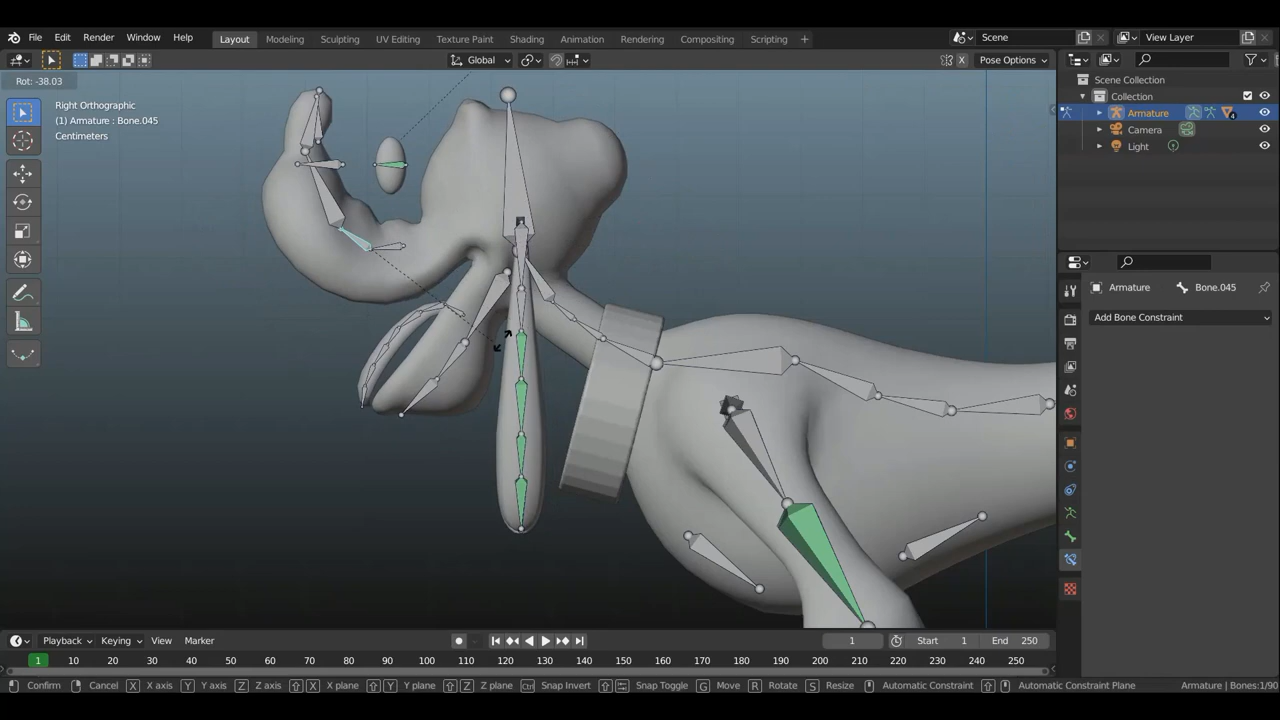 File Edit Render Window Help Layout Modeling Sculpting UV Editing Texture Paint Shading Animation Rendering Compositing Scripting + Scene View Layer
Global X Pose Options
Rot: -38.03
Right Orthographic
(1) Armature : Bone.045
Centimeters
Scene Collection
Collection
Armature 4
Camera
Light
Armature Bone.045
Add Bone Constraint
Playback Keying View Marker 1 Start 1 End 250
1 10 20 30 40 50 60 70 80 90 100 110 120 130 140 150 160 170 180 190 200 210 220 230 240 250
Confirm Cancel X X axis Y Y axis Z Z axis X X plane Y Y plane Z Z plane Ctrl Snap Invert Snap Toggle G Move R Rotate S Resize Automatic Constraint Automatic Constraint Plane Armature | Bones:1/90